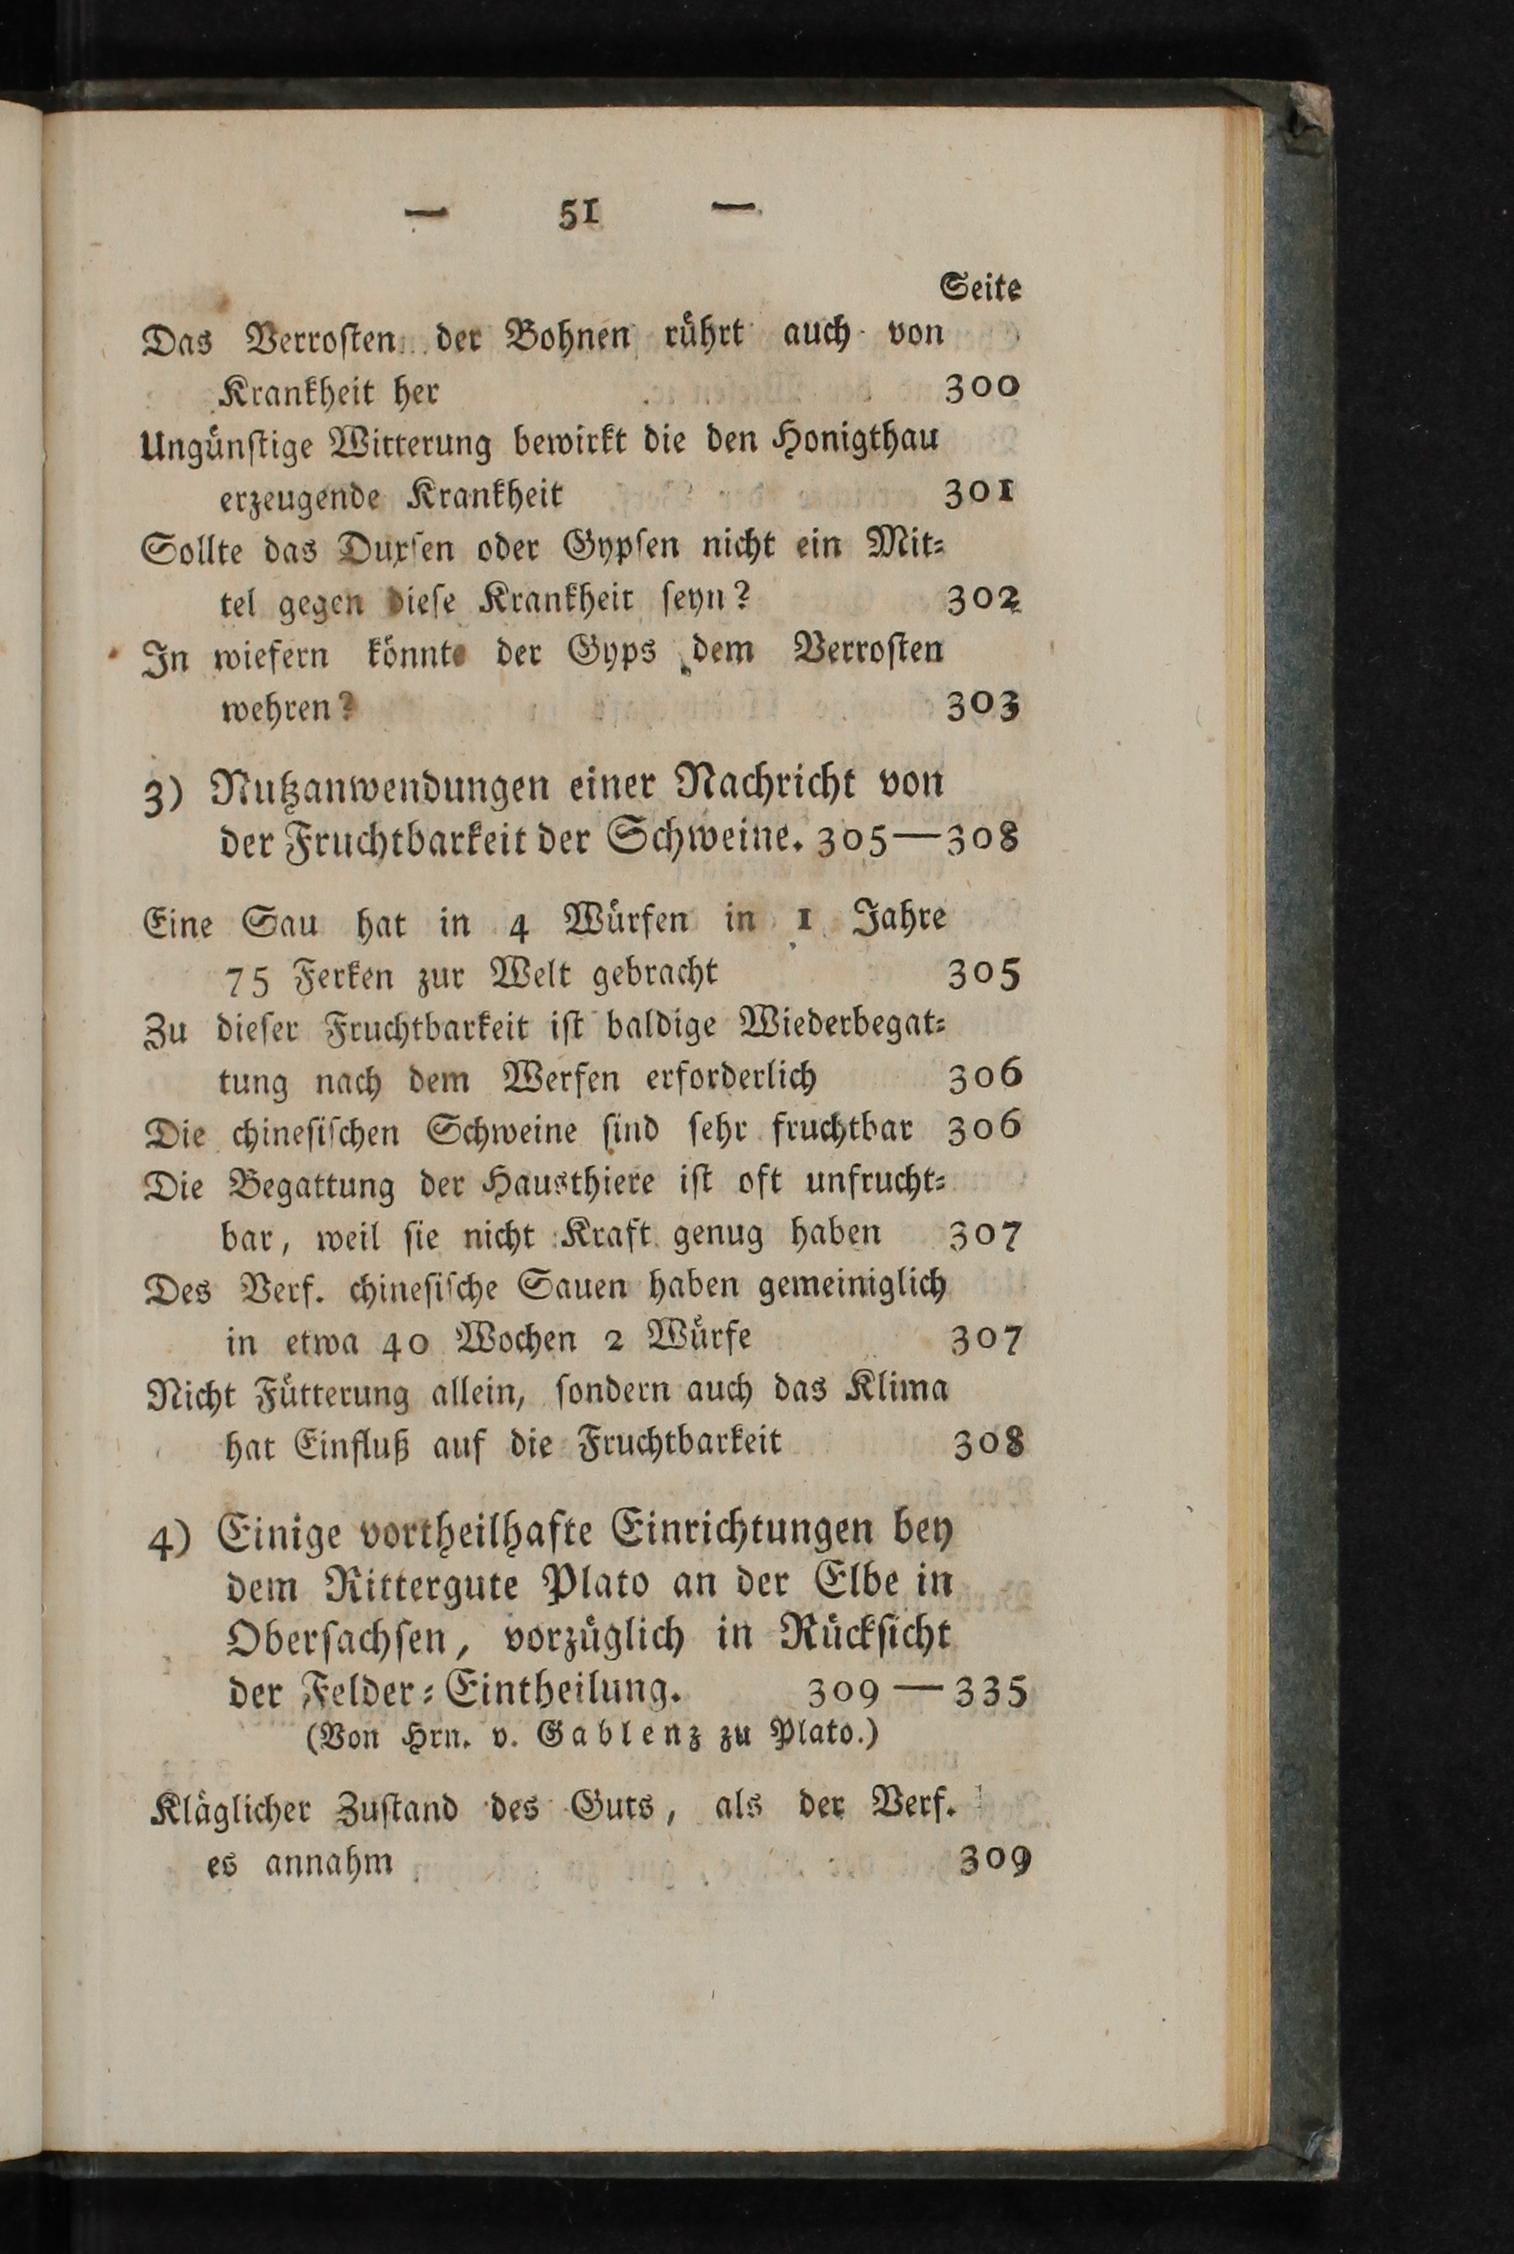 — 51 —
Seite
Das Verroſten der Bohnen rührt auch von
Krankheit her 300
Ungünſtige Witterung bewirkt die den Honigthau
erzeugende Krankheit 301
Sollte das Duxſen oder Gypſen nicht ein Mit⸗
tel gegen dieſe Krankheit ſeyn? 302
In wiefern könnte der Gyps dem Verroſten
wehren? 303
3) Nutzanwendungen einer Nachricht von
der Fruchtbarkeit der Schweine. 305—308
Eine Sau hat in 4 Würfen in 1 Jahre
75 Ferken zur Welt gebracht 305
Zu dieſer Fruchtbarkeit iſt baldige Wiederbegat⸗
tung nach dem Werfen erforderlich 306
Die chineſiſchen Schweine ſind ſehr fruchtbar 306
Die Begattung der Hausthiere iſt oft unfrucht⸗
bar, weil ſie nicht Kraft genug haben 307
Des Verf. chineſiſche Sauen haben gemeiniglich
in etwa 40 Wochen 2 Würfe 307
Nicht Fütterung allein, ſondern auch das Klima
hat Einfluß auf die Fruchtbarkeit 308
4) Einige vortheilhafte Einrichtungen bey
dem Rittergute Plato an der Elbe in
Oberſachſen, vorzüglich in Rückſicht
der Felder⸗Eintheilung. 309 — 335
(Von Hrn. v. Gablenz zu Plato.)
Kläglicher Zuſtand des Guts, als der Verf.
es annahm 309